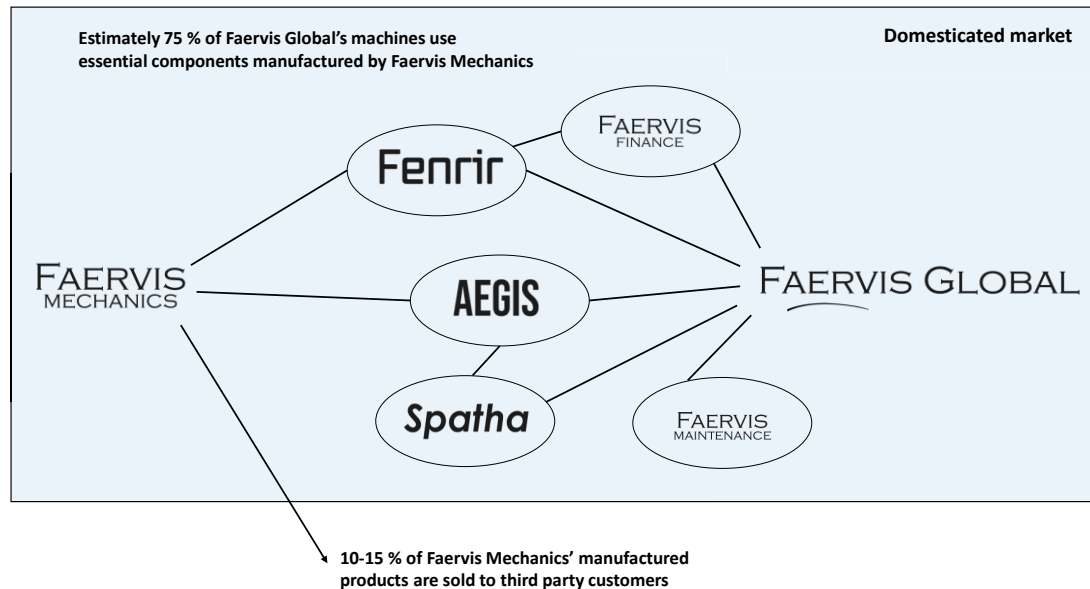 Estimately 75 % of Faervis Global's machines use
essential components manufactured by Faervis Mechanics
Domesticated market
FAERVIS
FINANCE
Fenrir
FAERVIS
MECHANICS
AEGIS
FAERVIS GLOBAL
Spatha
FAERVIS
MAINTENANCE
10-15 % of Faervis Mechanics' manufactured
products are sold to third party customers